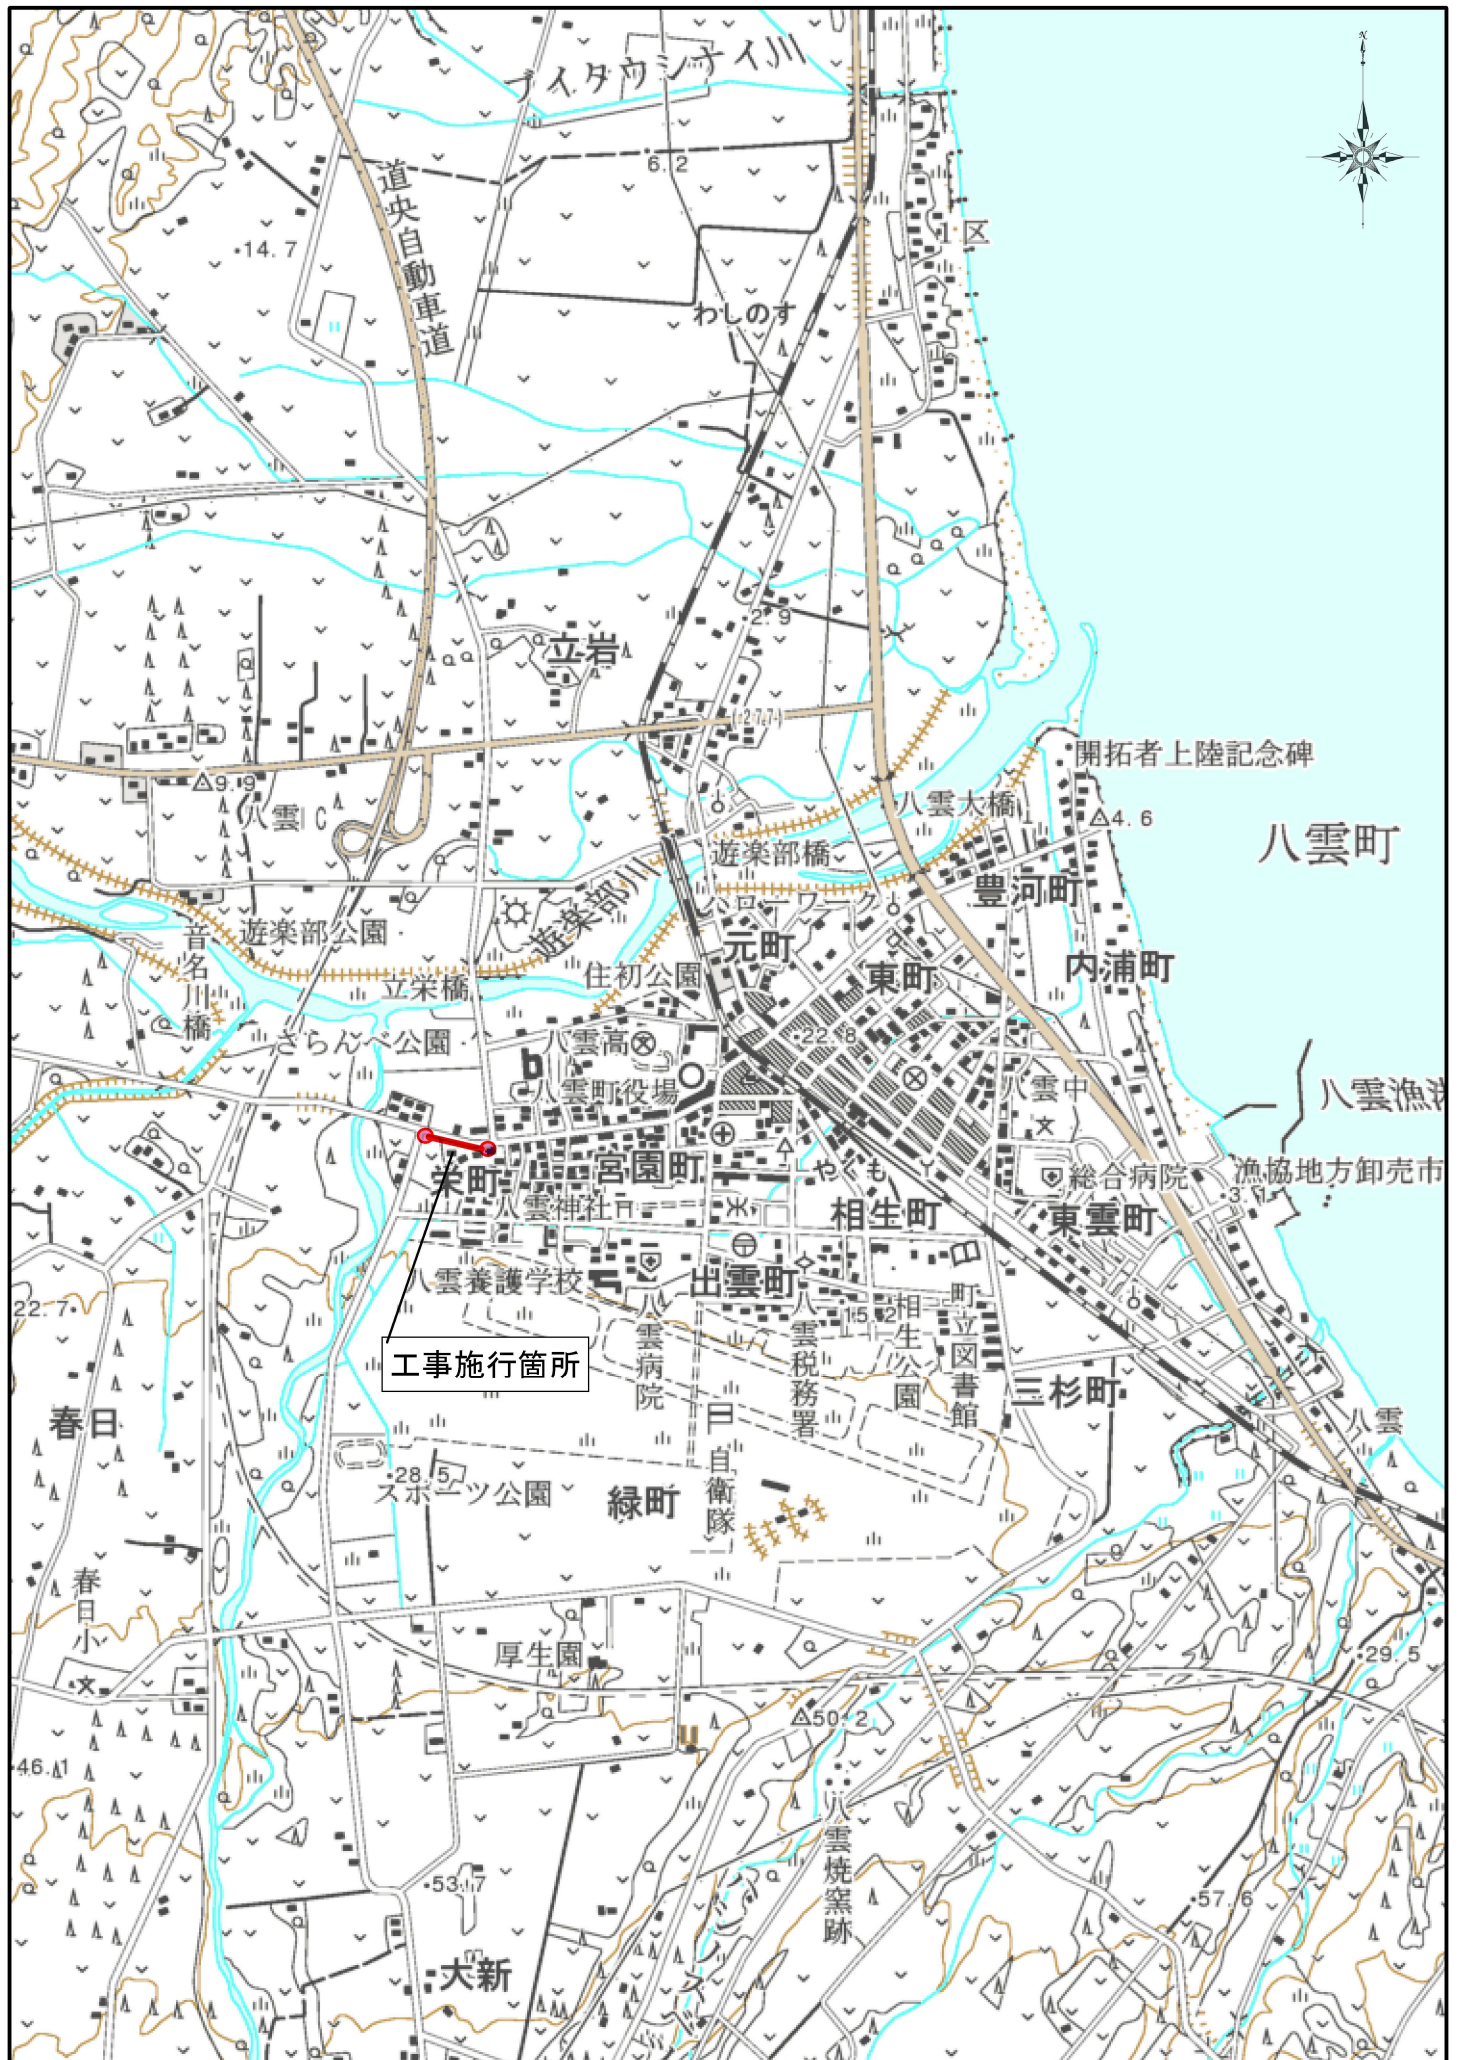 ブイタウシナイ川
6.2
道央自動車道
1区
14.7
わしのす
立岩
2.9
(277)
開拓者上陸記念碑
9.9
八雲IC
八雲大橋
4.6
八雲町
遊楽部橋
豊河町
ハローワーク
遊楽部川
遊楽部公園
音名川橋
元町
東町
内浦町
住初公園
立栄橋
さらんべ公園
八雲高
22.8
八雲町役場
八雲中
八雲漁港
栄町
宮園町
やくも
総合病院
漁協地方卸売市
3.1
八雲神社
相生町
東雲町
八雲養護学校
出雲町
22.7
八雲病院
八雲税務署
15.2
相生公園
町立図書館
工事施行箇所
三杉町
春日
八雲
28.5
スポーツ公園
緑町
自衛隊
9
春日小
厚生園
29.5
50.2
46.1
八雲焼窯跡
53.7
57.6
大新